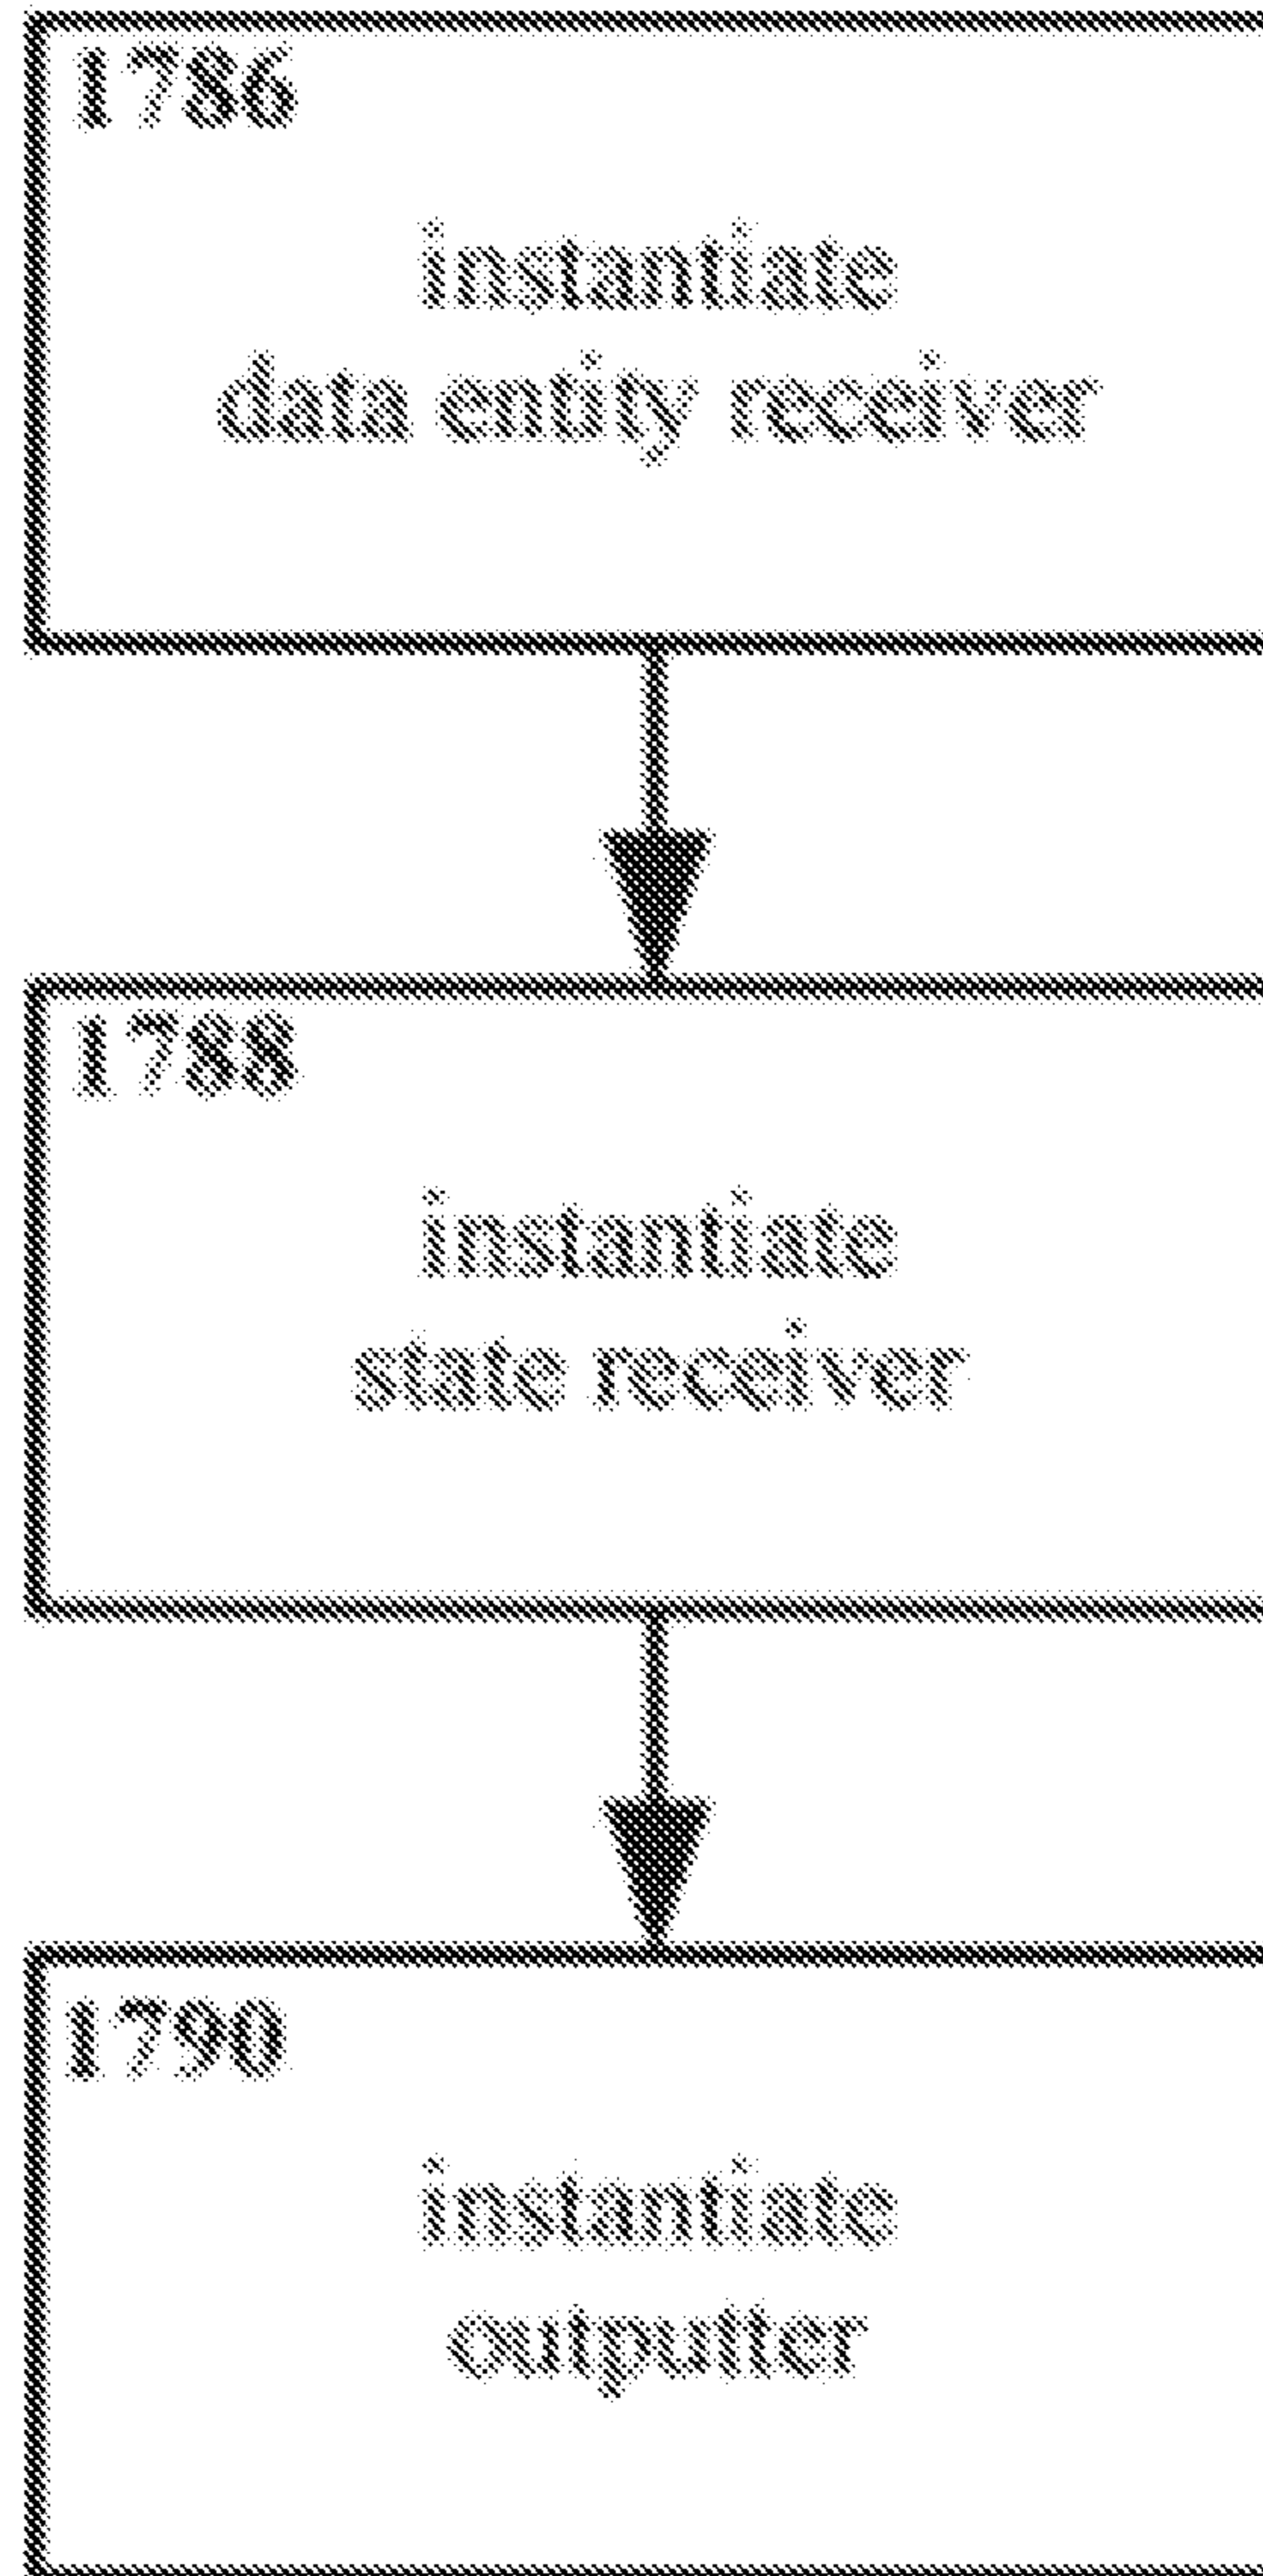 1786
instantiate
data entity receiver
1788
instantiate
state receiver
1790
instantiate
outputter